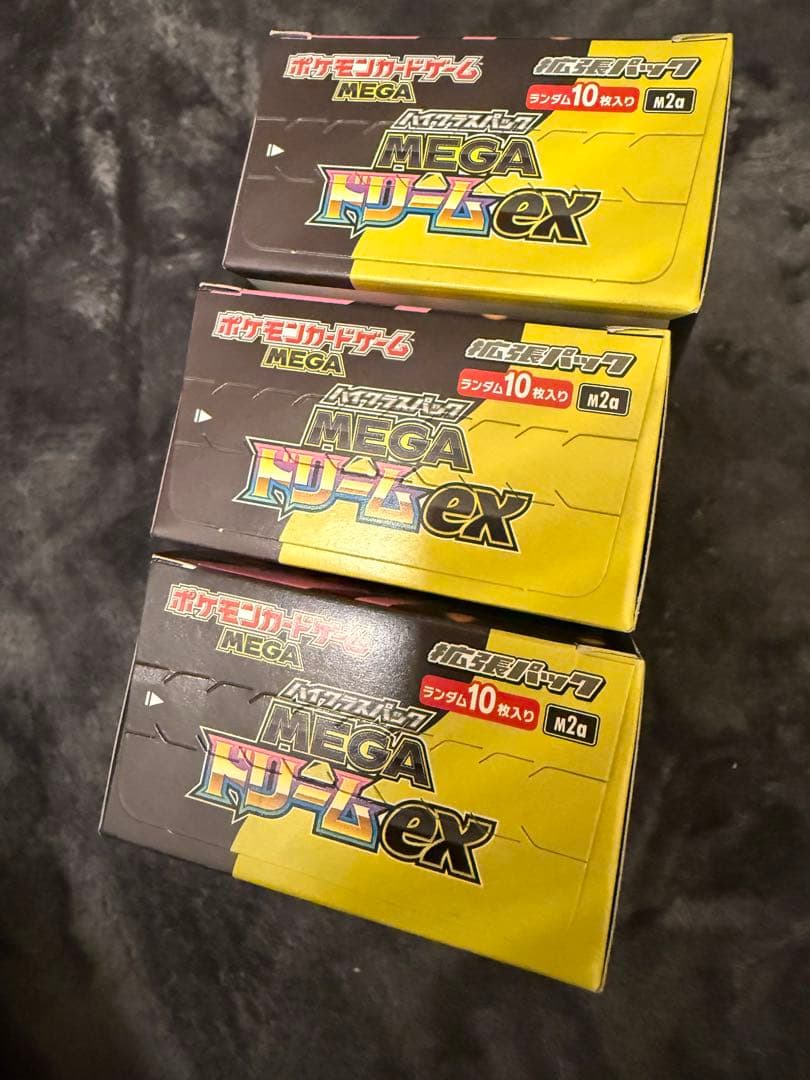 ポケモンカードゲーム
MEGA
拡張パック
ランダム10枚入り
M2a
ハイクラスパック
MEGA
ドリームex
ポケモンカードゲーム
MEGA
拡張パック
ランダム10枚入り
M2a
ハイクラスパック
MEGA
ドリームex
ポケモンカードゲーム
MEGA
拡張パック
ランダム10枚入り
M2a
ハイクラスパック
MEGA
ドリームex